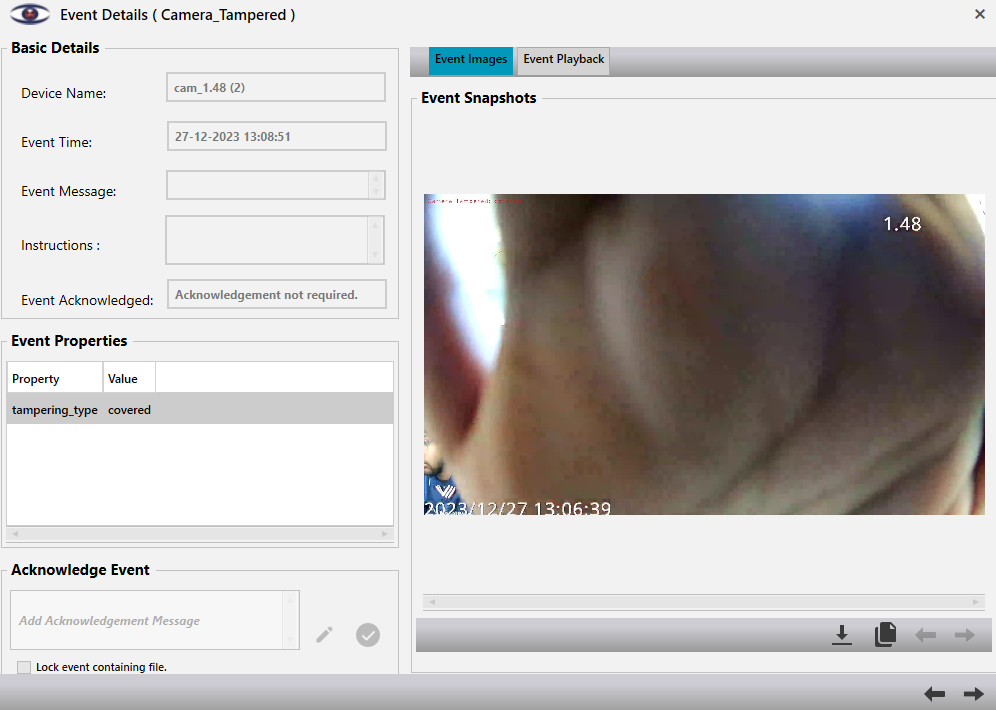 Event Details ( Camera_Tampered )
Basic Details
Device Name:
cam_1.48 (2)
Event Time:
27-12-2023 13:08:51
Event Message:
Instructions :
Event Acknowledged:
Acknowledgement not required.
Event Properties
Property Value
tampering_type covered
Acknowledge Event
Add Acknowledgement Message
Lock event containing file.
Event Images
Event Playback
Event Snapshots
Camera Tampered:
1.48
2023/12/27 13:06:39